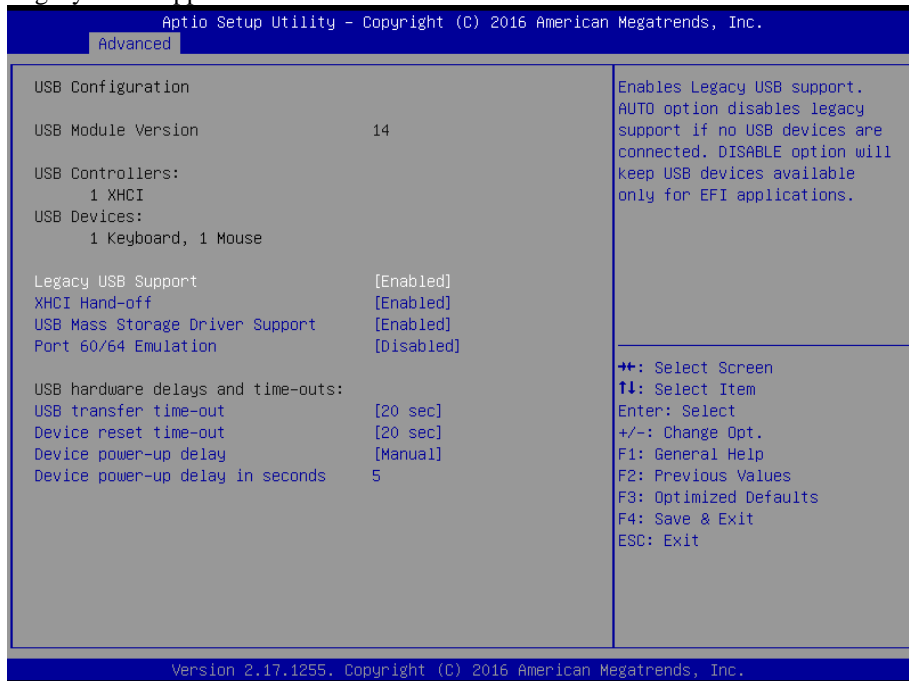 Aptio Setup Utility – Copyright (C) 2016 American Megatrends, Inc.
Advanced
USB Configuration
USB Module Version 14
USB Controllers:
1 XHCI
USB Devices:
1 Keyboard, 1 Mouse
Legacy USB Support [Enabled]
XHCI Hand-off [Enabled]
USB Mass Storage Driver Support [Enabled]
Port 60/64 Emulation [Disabled]
USB hardware delays and time-outs:
USB transfer time-out [20 sec]
Device reset time-out [20 sec]
Device power-up delay [Manual]
Device power-up delay in seconds 5
Enables Legacy USB support.
AUTO option disables legacy
support if no USB devices are
connected. DISABLE option will
keep USB devices available
only for EFI applications.
→←: Select Screen
↑↓: Select Item
Enter: Select
+/-: Change Opt.
F1: General Help
F2: Previous Values
F3: Optimized Defaults
F4: Save & Exit
ESC: Exit
Version 2.17.1255. Copyright (C) 2016 American Megatrends, Inc.